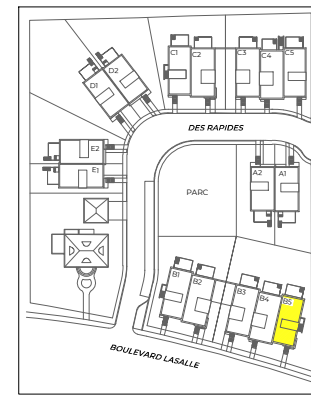 C1
C2
C3
C4
C5
D2
D1
DES RAPIDES
E2
E1
A2
A1
PARC
B1
B2
B3
B4
B5
BOULEVARD LASALLE